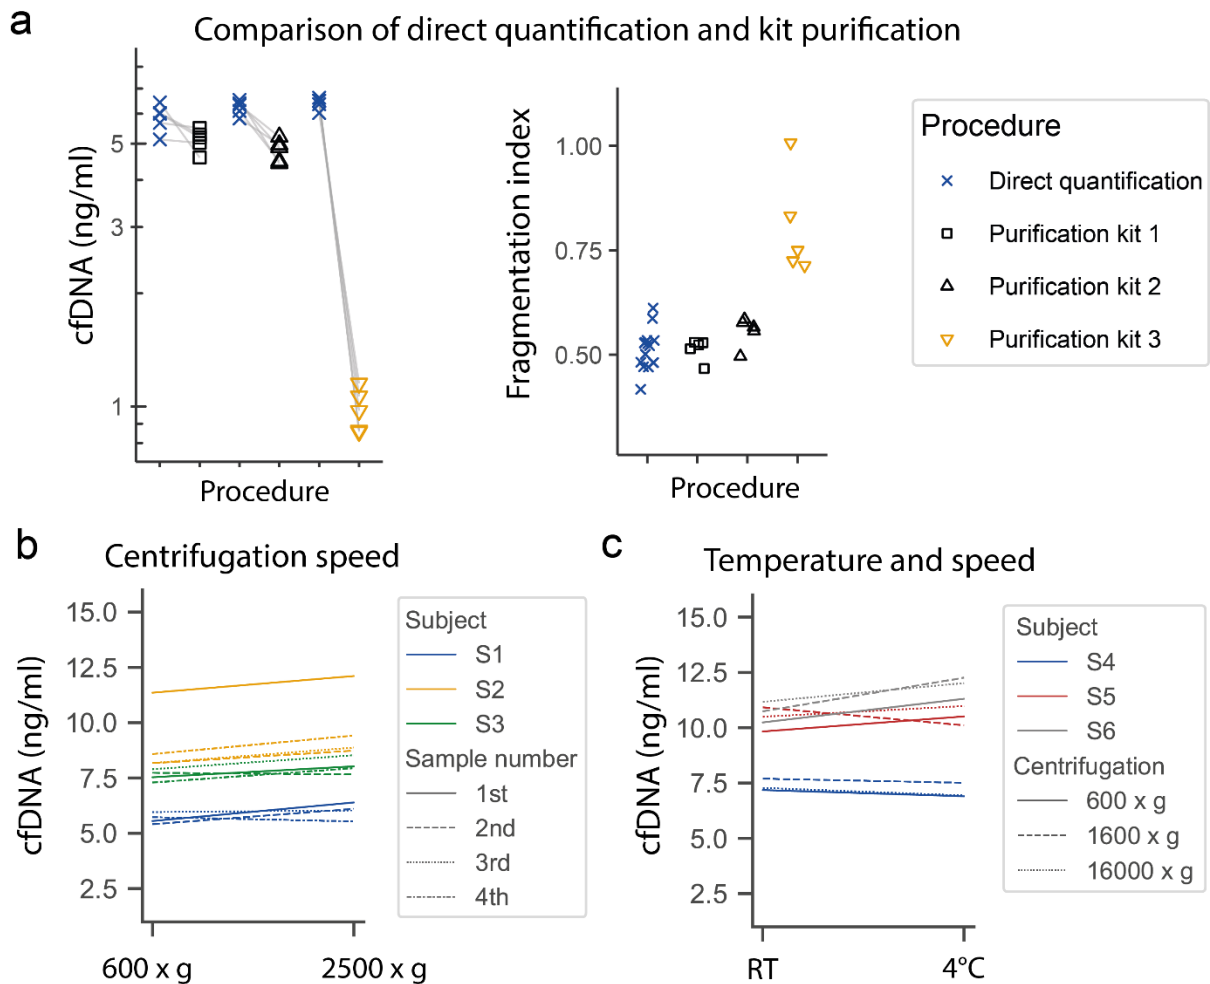 a
Comparison of direct quantification and kit purification
cfDNA (ng/ml)
5
3
1
Procedure
Fragmentation index
1.00
0.75
0.50
Procedure
Procedure
Direct quantification
Purification kit 1
Purification kit 2
Purification kit 3
b
Centrifugation speed
cfDNA (ng/ml)
15.0
12.5
10.0
7.5
5.0
2.5
600 x g
2500 x g
Subject
S1
S2
S3
Sample number
1st
2nd
3rd
4th
c
Temperature and speed
cfDNA (ng/ml)
15.0
12.5
10.0
7.5
5.0
2.5
RT
4°C
Subject
S4
S5
S6
Centrifugation
600 x g
1600 x g
16000 x g